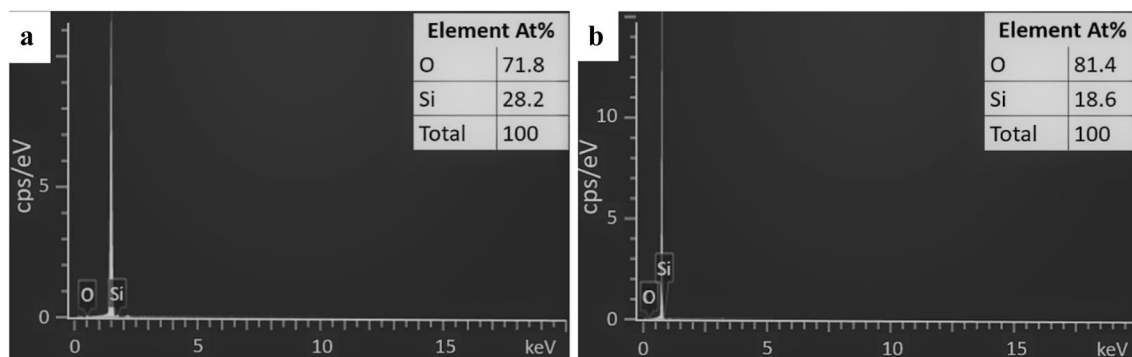 a
Element At%
O 71.8
Si 28.2
Total 100
cps/eV
5
0
O
Si
0 5 10 15 keV
b
Element At%
O 81.4
Si 18.6
Total 100
cps/eV
10
5
0
O
Si
0 5 10 15 keV